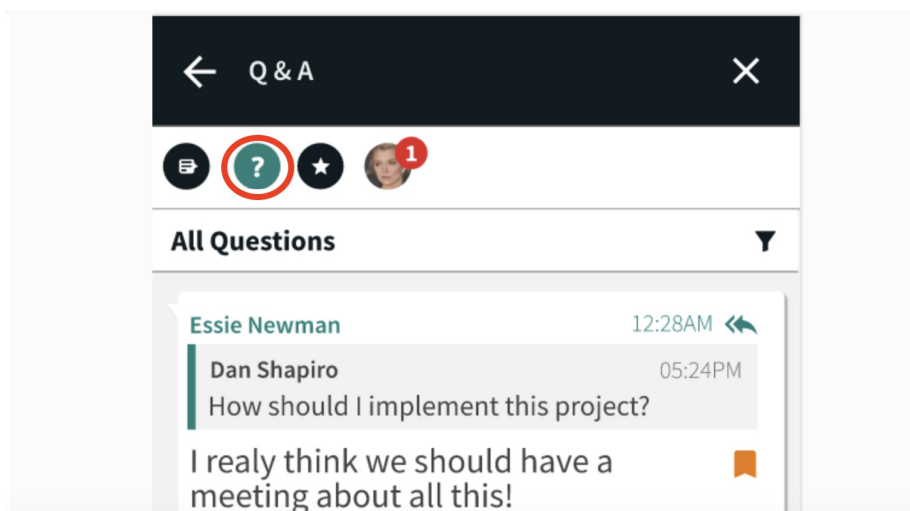 Q & A
?
1
All Questions
Essie Newman 12:28AM
Dan Shapiro 05:24PM
How should I implement this project?
I realy think we should have a
meeting about all this!